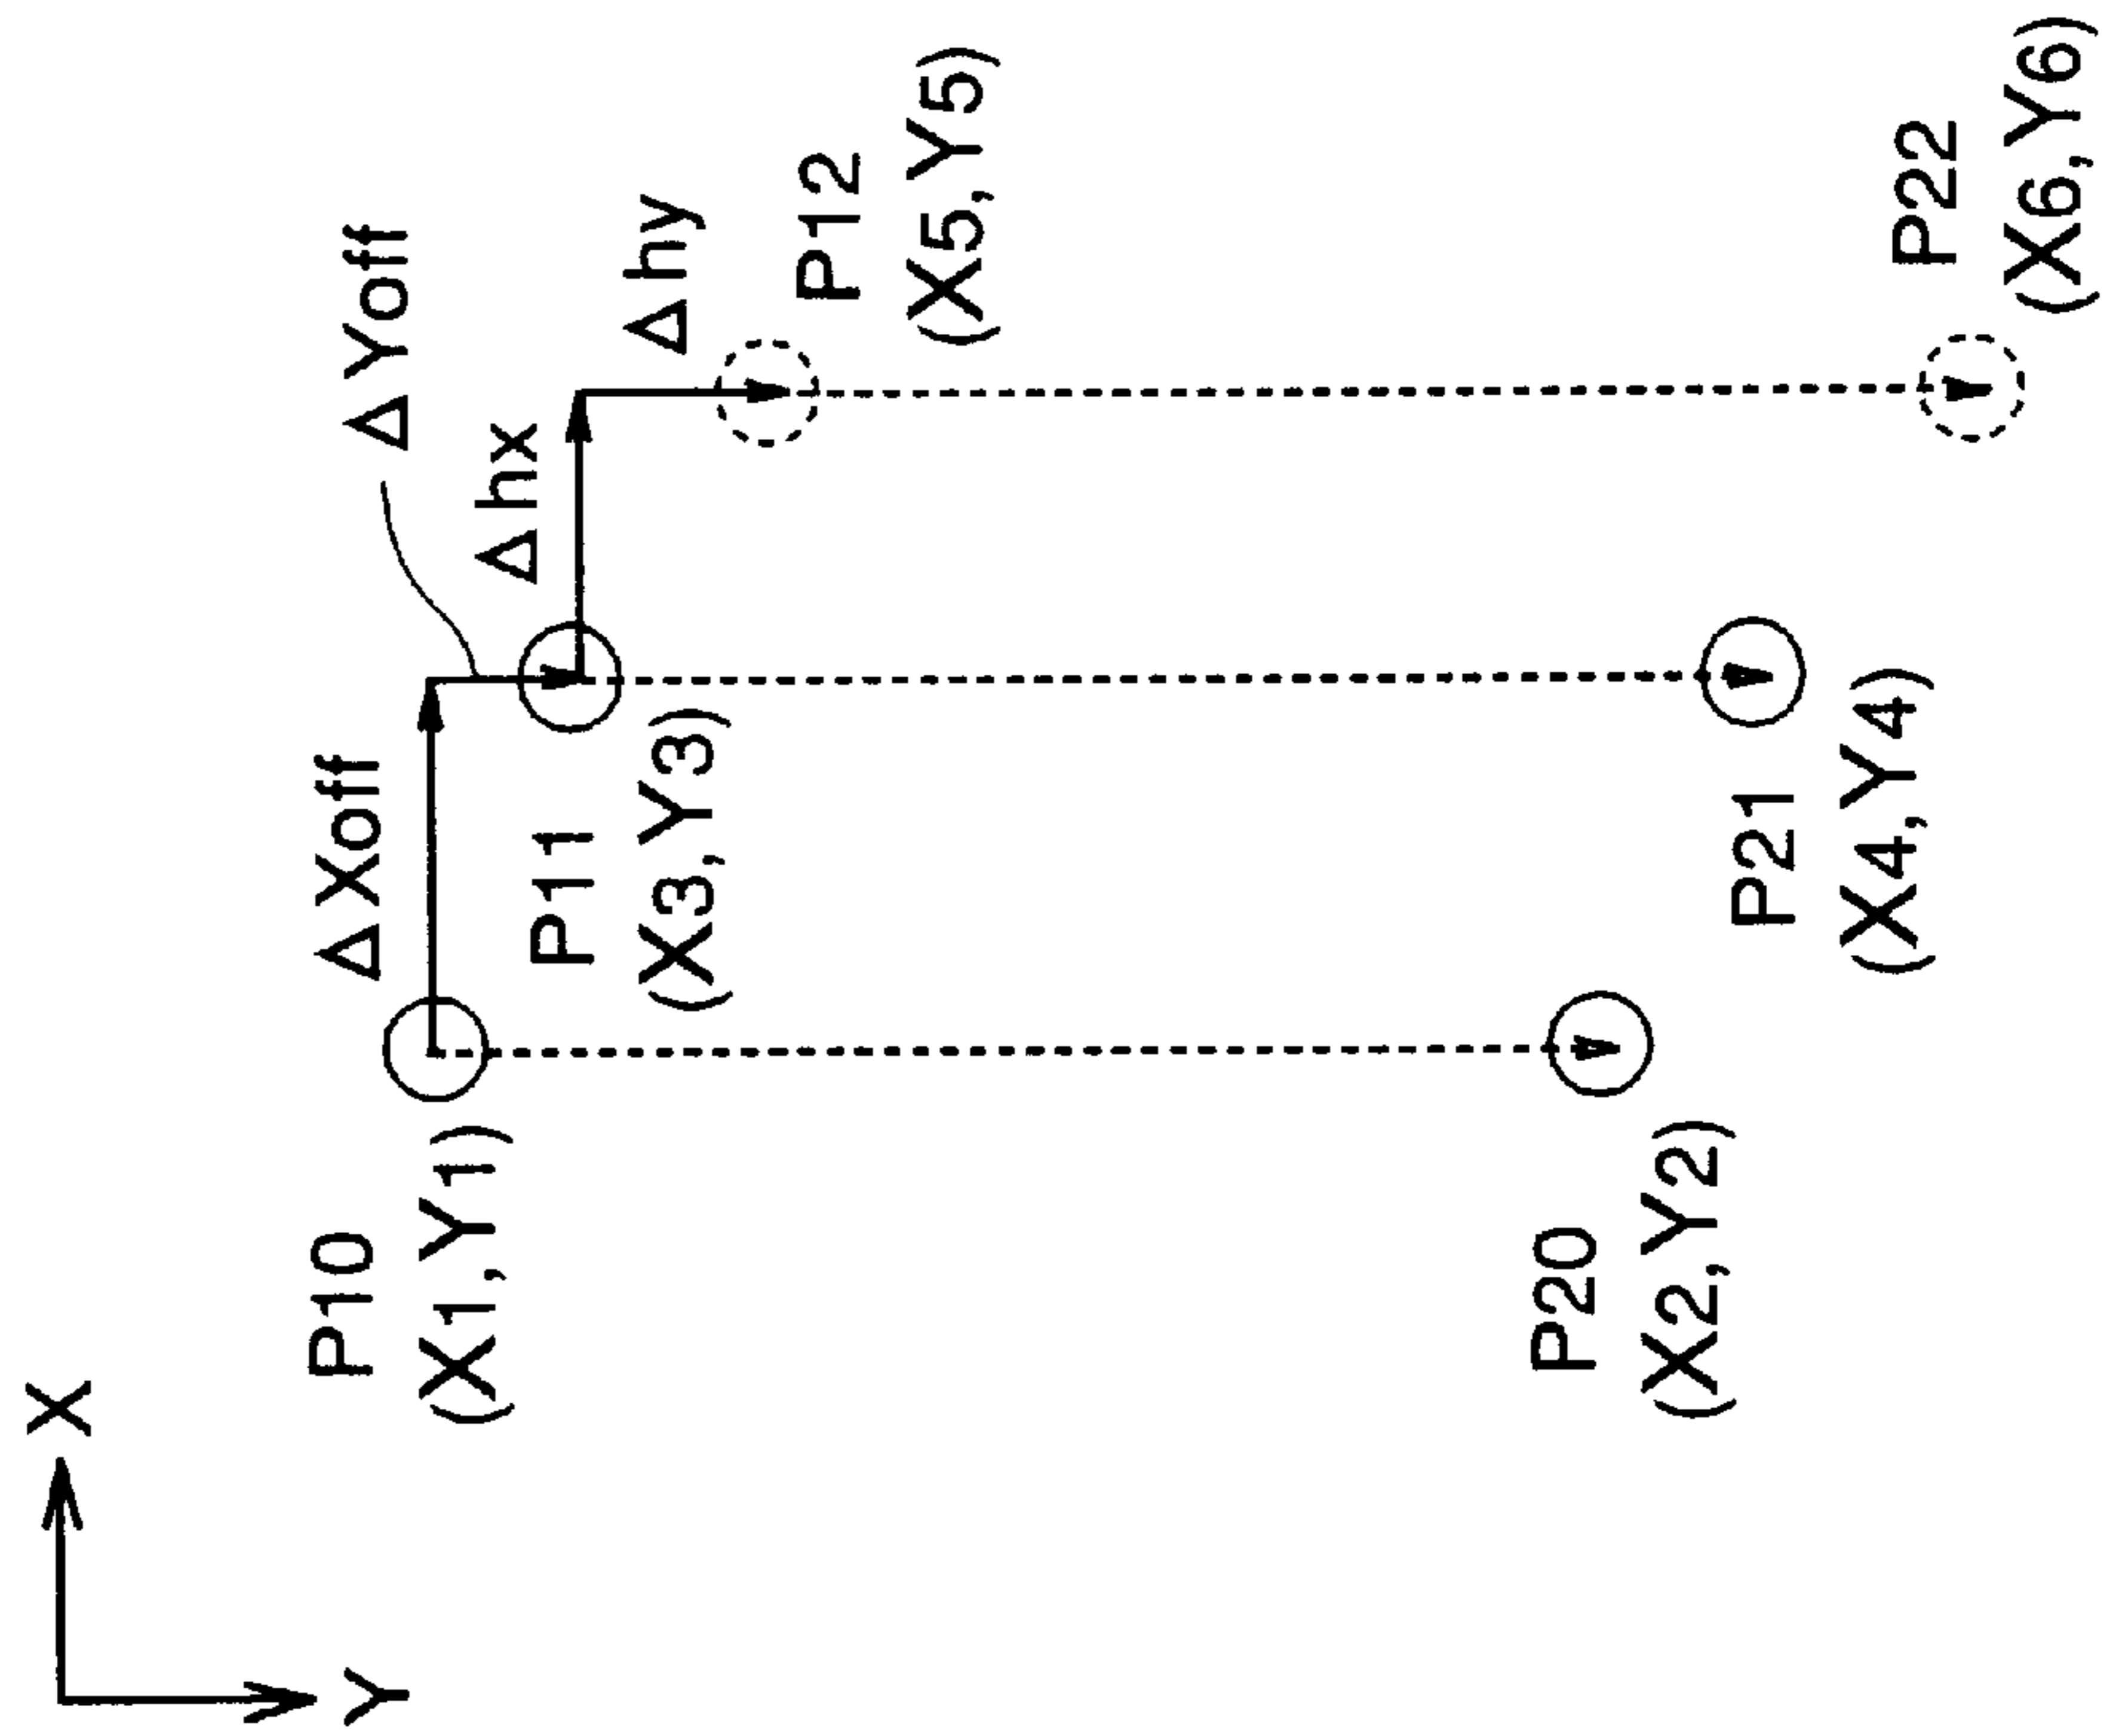 X
Y
P10
(X1,Y1)
ΔXoff
ΔYoff
P11
(X3,Y3)
Δhx
Δhy
P12
(X5,Y5)
P20
(X2,Y2)
P21
(X4,Y4)
P22
(X6,Y6)